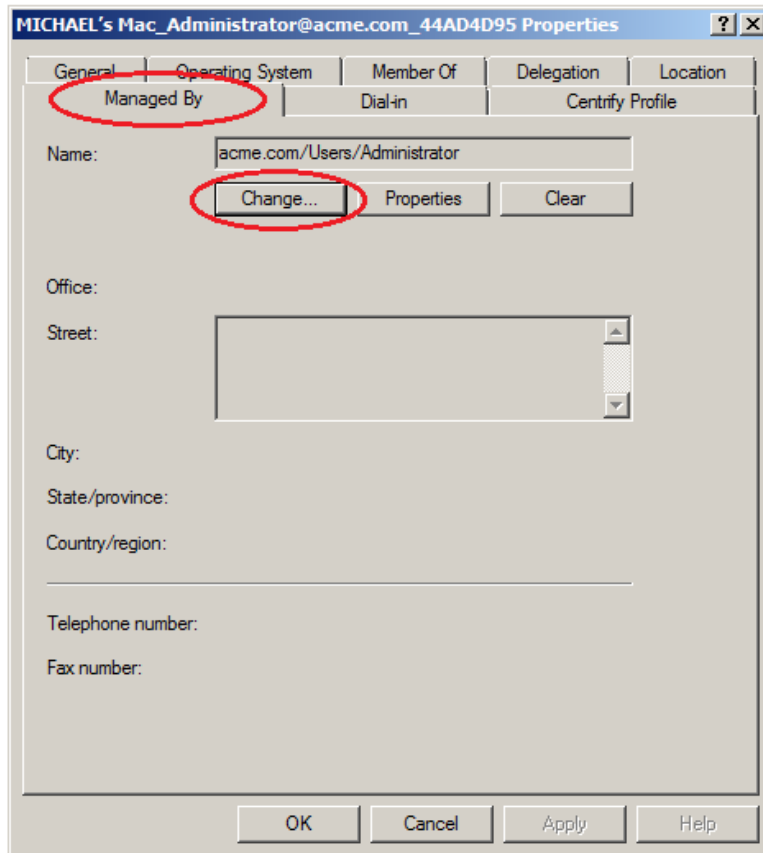 MICHAEL's Mac_Administrator@acme.com_44AD4D95 Properties
General Operating System Member Of Delegation Location
Managed By Dial-in Centrify Profile
Name: acme.com/Users/Administrator
Change... Properties Clear
Office:
Street:
City:
State/province:
Country/region:
Telephone number:
Fax number:
OK Cancel Apply Help